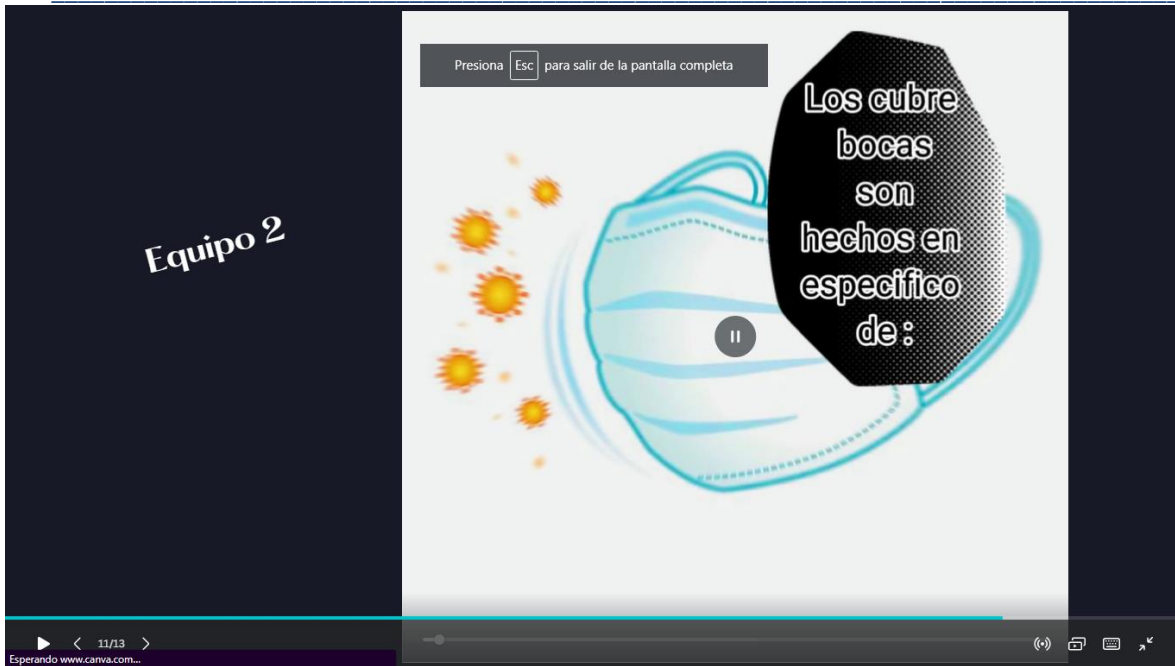 Presiona Esc para salir de la pantalla completa
Equipo 2
Los cubre
bocas
son
hechos en
especifico
de :
11/13
Esperando www.canva.com...